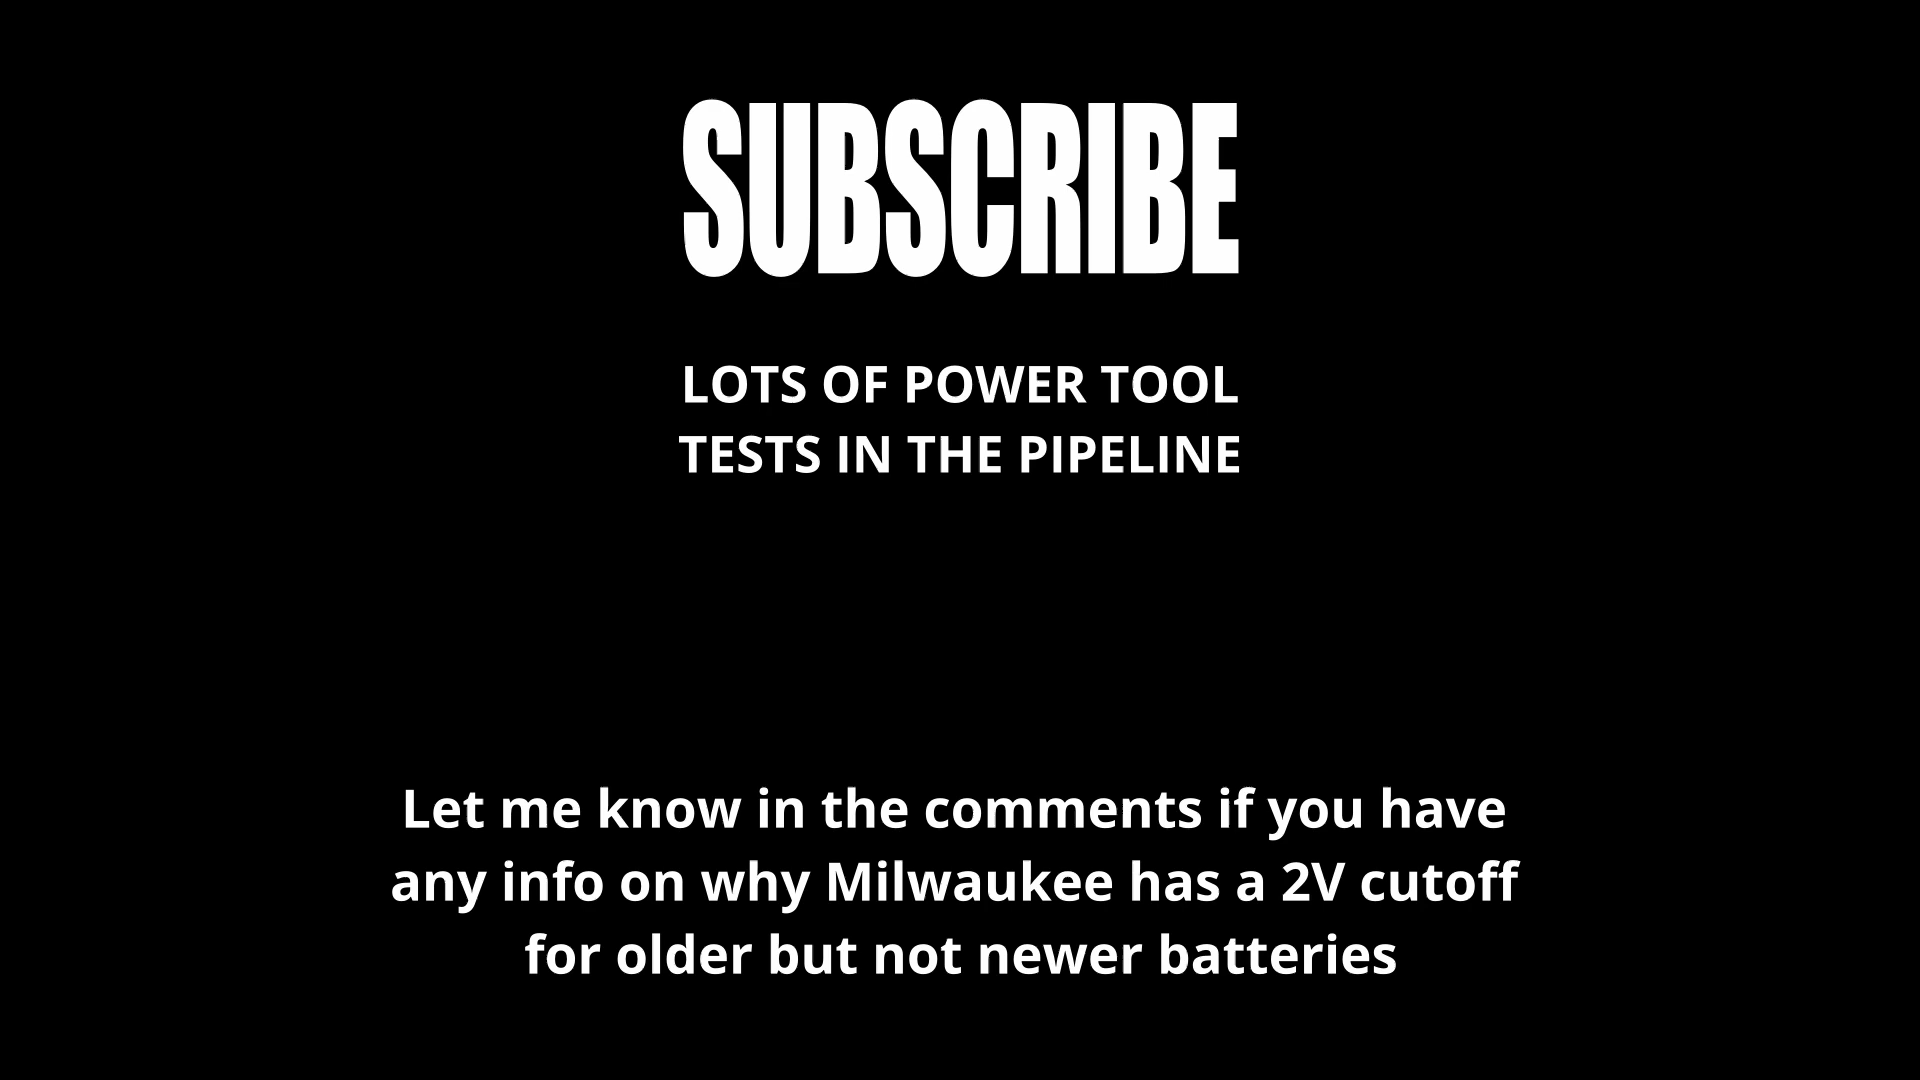 SUBSCRIBE
LOTS OF POWER TOOL
TESTS IN THE PIPELINE
Let me know in the comments if you have
any info on why Milwaukee has a 2V cutoff
for older but not newer batteries